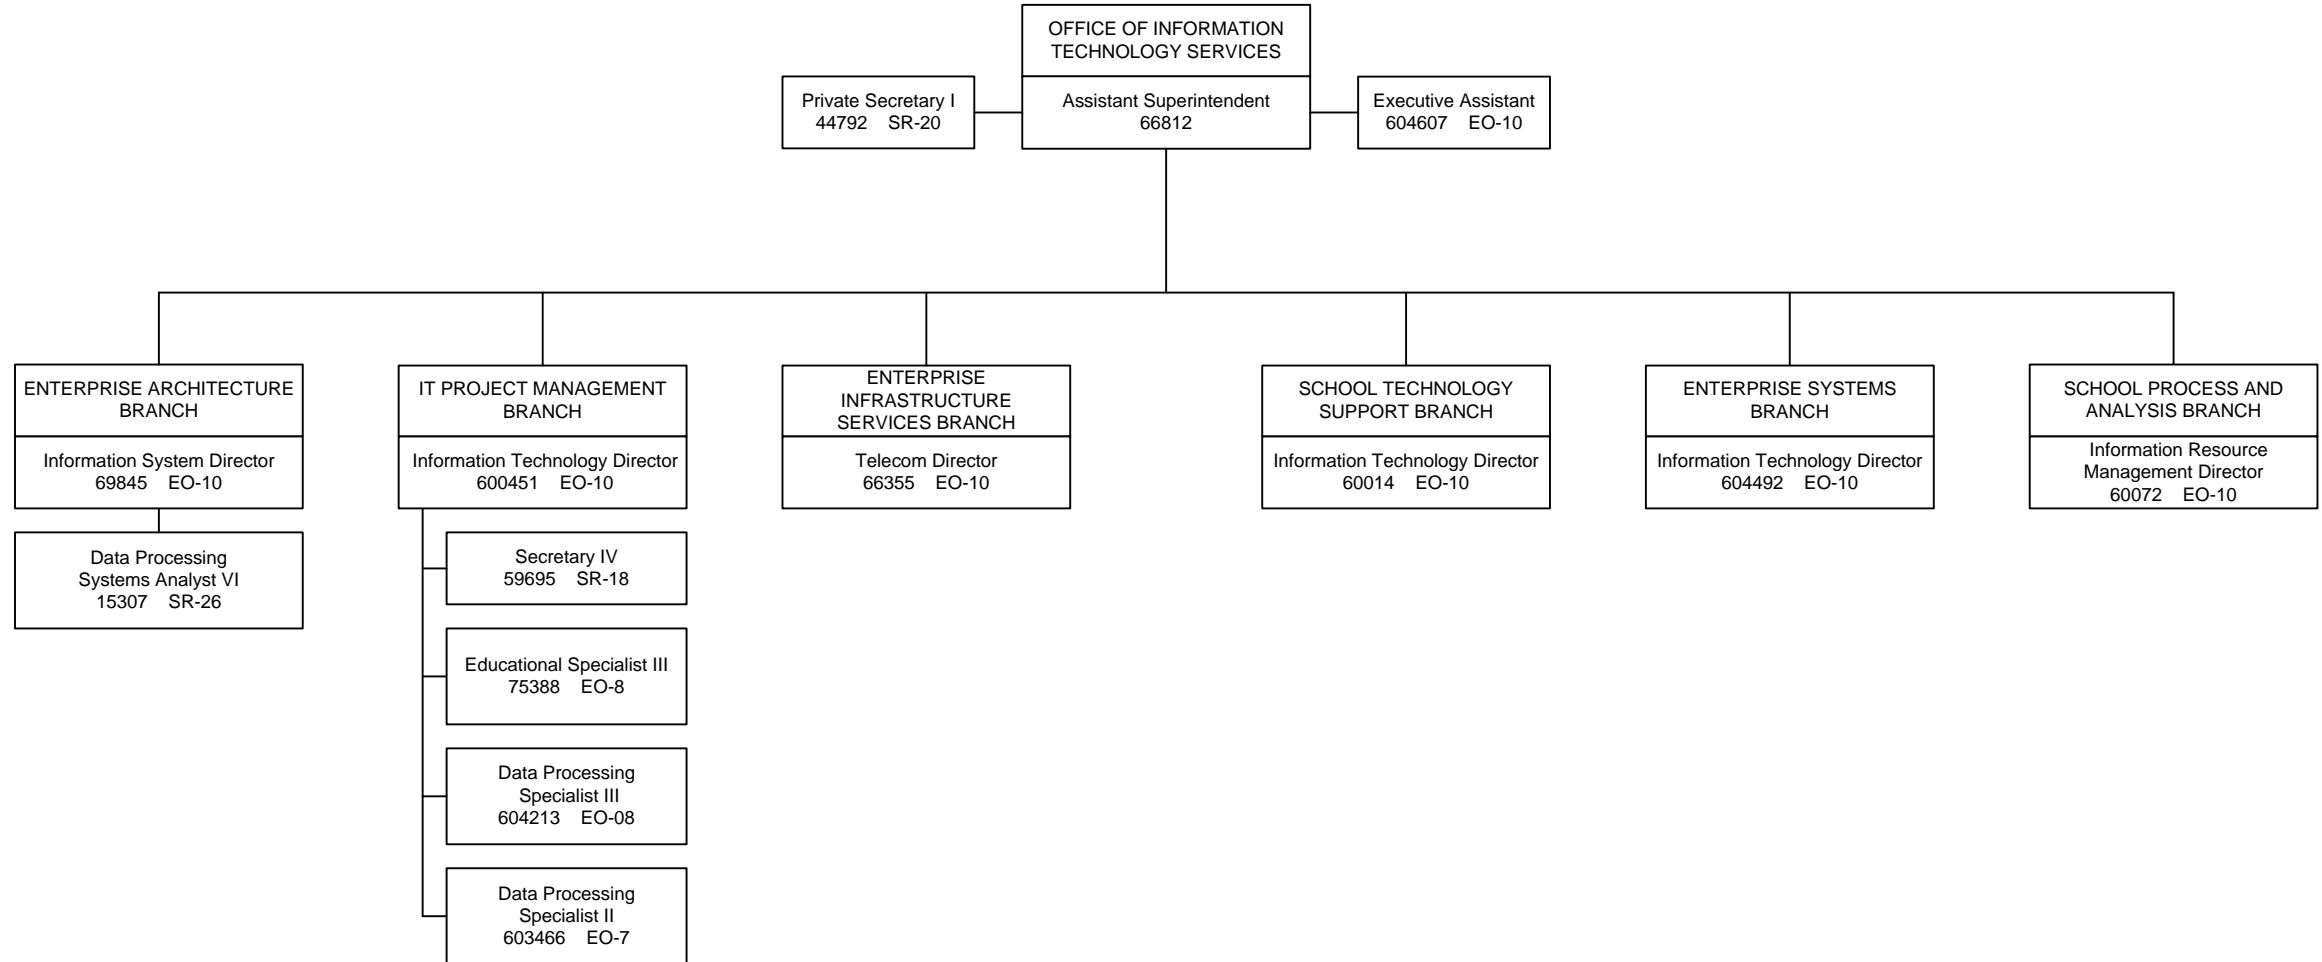 OFFICE OF INFORMATION
TECHNOLOGY SERVICES
Assistant Superintendent
66812
Private Secretary I
44792 SR-20
Executive Assistant
604607 EO-10
ENTERPRISE ARCHITECTURE
BRANCH
Information System Director
69845 EO-10
Data Processing
Systems Analyst VI
15307 SR-26
IT PROJECT MANAGEMENT
BRANCH
Information Technology Director
600451 EO-10
Secretary IV
59695 SR-18
Educational Specialist III
75388 EO-8
Data Processing
Specialist III
604213 EO-08
Data Processing
Specialist II
603466 EO-7
ENTERPRISE
INFRASTRUCTURE
SERVICES BRANCH
Telecom Director
66355 EO-10
SCHOOL TECHNOLOGY
SUPPORT BRANCH
Information Technology Director
60014 EO-10
ENTERPRISE SYSTEMS
BRANCH
Information Technology Director
604492 EO-10
SCHOOL PROCESS AND
ANALYSIS BRANCH
Information Resource
Management Director
60072 EO-10